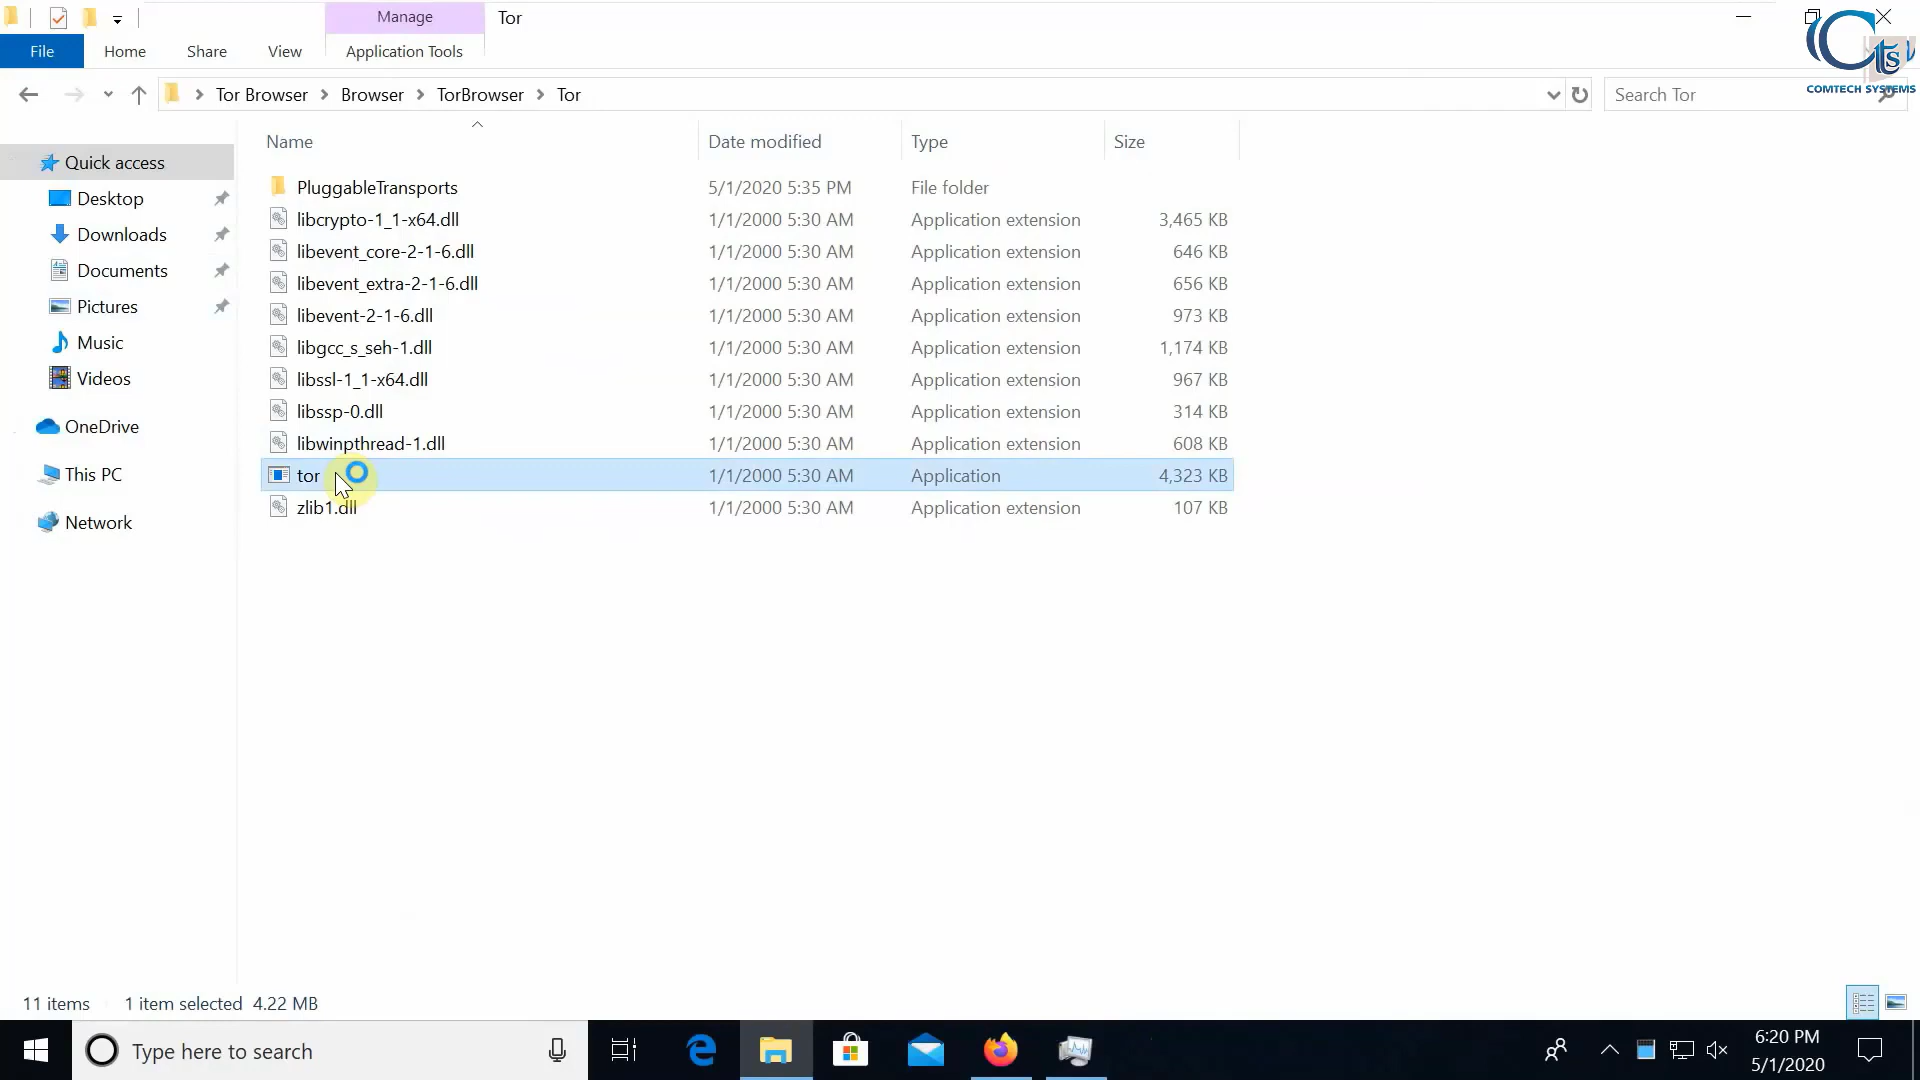 Manage
Tor
File
Home
Share
View
Application Tools
Tor Browser
Browser
TorBrowser
Tor
Search Tor
COMTECH SYSTEMS
Name
Date modified
Type
Size
Quick access
Desktop
Downloads
Documents
Pictures
Music
Videos
OneDrive
This PC
Network
PluggableTransports 5/1/2020 5:35 PM File folder
libcrypto-1_1-x64.dll 1/1/2000 5:30 AM Application extension 3,465 KB
libevent_core-2-1-6.dll 1/1/2000 5:30 AM Application extension 646 KB
libevent_extra-2-1-6.dll 1/1/2000 5:30 AM Application extension 656 KB
libevent-2-1-6.dll 1/1/2000 5:30 AM Application extension 973 KB
libgcc_s_seh-1.dll 1/1/2000 5:30 AM Application extension 1,174 KB
libssl-1_1-x64.dll 1/1/2000 5:30 AM Application extension 967 KB
libssp-0.dll 1/1/2000 5:30 AM Application extension 314 KB
libwinpthread-1.dll 1/1/2000 5:30 AM Application extension 608 KB
tor 1/1/2000 5:30 AM Application 4,323 KB
zlib1.dll 1/1/2000 5:30 AM Application extension 107 KB
11 items 1 item selected 4.22 MB
Type here to search
6:20 PM
5/1/2020